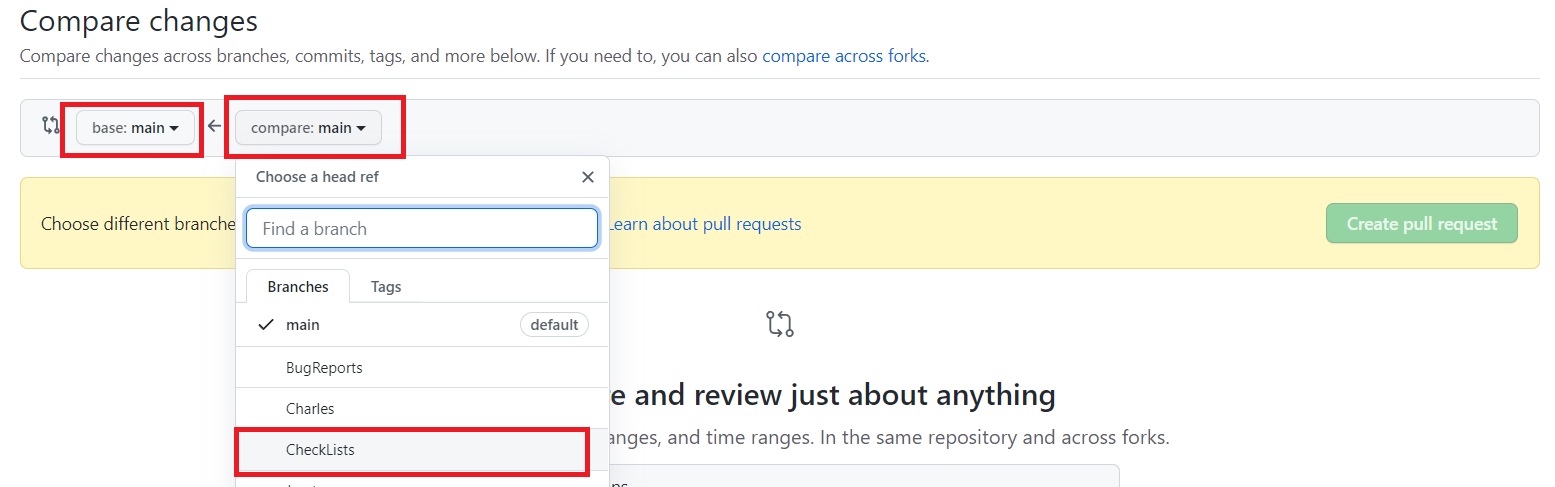 Compare changes
Compare changes across branches, commits, tags, and more below. If you need to, you can also compare across forks.
base: main
compare: main
Choose a head ref
Choose different branche
Learn about pull requests
Create pull request
Find a branch
Branches
Tags
main
default
BugReports
e and review just about anything
Charles
anges, and time ranges. In the same repository and across forks.
CheckLists